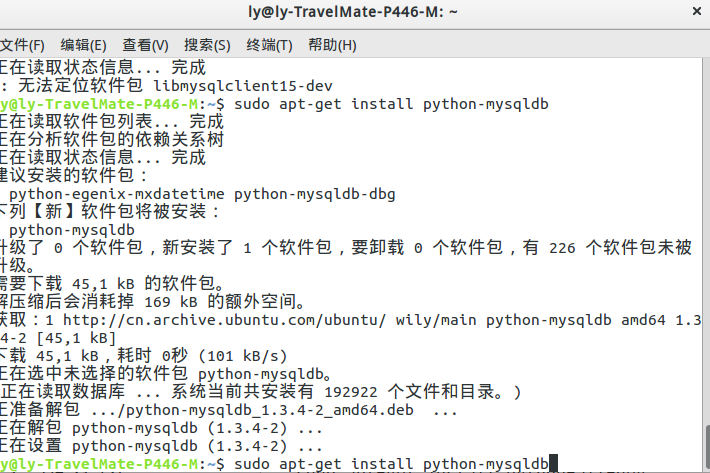 ly@ly-TravelMate-P446-M: ~
文件(F) 编辑(E) 查看(V) 搜索(S) 终端(T) 帮助(H)
正在读取状态信息... 完成
: 无法定位软件包 libmysqlclient15-dev
ly@ly-TravelMate-P446-M:~$ sudo apt-get install python-mysqldb
正在读取软件包列表... 完成
正在分析软件包的依赖关系树
正在读取状态信息... 完成
建议安装的软件包：
python-egenix-mxdatetime python-mysqldb-dbg
下列【新】软件包将被安装：
python-mysqldb
升级了 0 个软件包，新安装了 1 个软件包，要卸载 0 个软件包，有 226 个软件包未被
升级。
需要下载 45,1 kB 的软件包。
解压缩后会消耗掉 169 kB 的额外空间。
获取：1 http://cn.archive.ubuntu.com/ubuntu/ wily/main python-mysqldb amd64 1.3
.4-2 [45,1 kB]
下载 45,1 kB，耗时 0秒 (101 kB/s)
正在选中未选择的软件包 python-mysqldb。
(正在读取数据库 ... 系统当前共安装有 192922 个文件和目录。)
正准备解包 .../python-mysqldb_1.3.4-2_amd64.deb ...
正在解包 python-mysqldb (1.3.4-2) ...
正在设置 python-mysqldb (1.3.4-2) ...
ly@ly-TravelMate-P446-M:~$ sudo apt-get install python-mysqldb